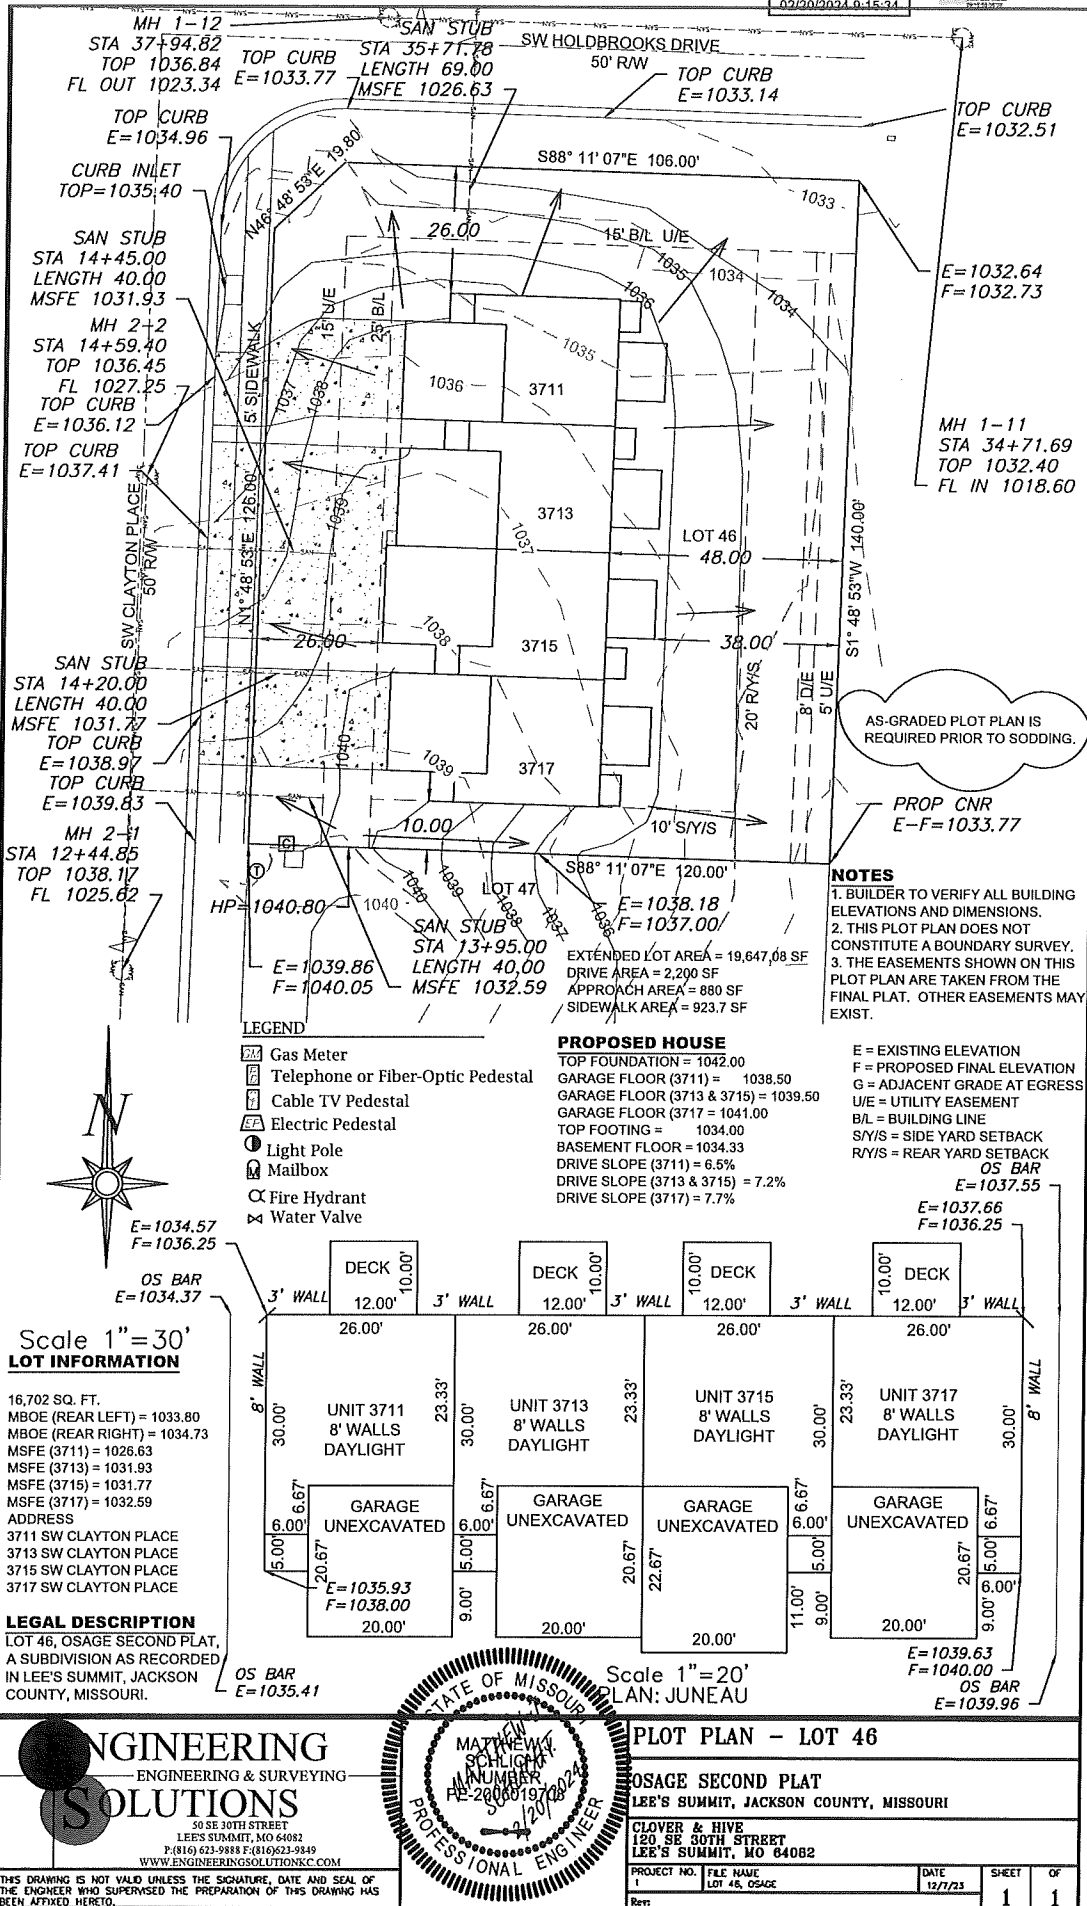 02/20/2024 9:15:34
MH 1-12
STA 37+94.82
TOP 1036.84
FL OUT 1023.34
TOP CURB
E=1033.77
SAN STUB
STA 35+71.78
LENGTH 69.00
MSFE 1026.63
SW HOLDBROOKS DRIVE
50' R/W
TOP CURB
E=1033.14
TOP CURB
E=1032.51
TOP CURB
E=1034.96
CURB INLET
TOP=1035.40
N46° 48' 53"E 19.80'
S88° 11' 07"E 106.00'
1033
26.00
15' B/L U/E
1035
1034
1036
1034
E=1032.64
F=1032.73
SAN STUB
STA 14+45.00
LENGTH 40.00
MSFE 1031.93
MH 2-2
STA 14+59.40
TOP 1036.45
FL 1027.25
TOP CURB
E=1036.12
TOP CURB
E=1037.41
5' SIDEWALK
15' U/E
25' B/L
1037
1038
1036
1035
3711
MH 1-11
STA 34+71.69
TOP 1032.40
FL IN 1018.60
SW CLAYTON PLACE
50' R/W
N1° 48' 53"E 126.00'
1039
3713
1037
LOT 46
48.00
S1° 48' 53"W 140.00'
26.00
1038
3715
38.00'
20' R/Y/S
8' D/E
5' U/E
SAN STUB
STA 14+20.00
LENGTH 40.00
MSFE 1031.77
TOP CURB
E=1038.97
TOP CURB
E=1039.83
MH 2-1
STA 12+44.85
TOP 1038.17
FL 1025.62
AS-GRADED PLOT PLAN IS
REQUIRED PRIOR TO SODDING.
1040
1039
3717
10.00
10' S/Y/S
PROP CNR
E-F=1033.77
G
T
S88° 11' 07"E 120.00'
HP=1040.80
1040
1040
1039
1038
1037
1036
LOT 47
E=1038.18
F=1037.00
SAN STUB
STA 13+95.00
LENGTH 40.00
MSFE 1032.59
E=1039.86
F=1040.05
EXTENDED LOT AREA = 19,647.08 SF
DRIVE AREA = 2,200 SF
APPROACH AREA = 880 SF
SIDEWALK AREA = 923.7 SF
NOTES
1. BUILDER TO VERIFY ALL BUILDING
ELEVATIONS AND DIMENSIONS.
2. THIS PLOT PLAN DOES NOT
CONSTITUTE A BOUNDARY SURVEY.
3. THE EASEMENTS SHOWN ON THIS
PLOT PLAN ARE TAKEN FROM THE
FINAL PLAT. OTHER EASEMENTS MAY
EXIST.
N
LEGEND
GM Gas Meter
Telephone or Fiber-Optic Pedestal
Cable TV Pedestal
EP Electric Pedestal
Light Pole
M Mailbox
Fire Hydrant
Water Valve
PROPOSED HOUSE
TOP FOUNDATION = 1042.00
GARAGE FLOOR (3711) = 1038.50
GARAGE FLOOR (3713 & 3715) = 1039.50
GARAGE FLOOR (3717 = 1041.00
TOP FOOTING = 1034.00
BASEMENT FLOOR = 1034.33
DRIVE SLOPE (3711) = 6.5%
DRIVE SLOPE (3713 & 3715) = 7.2%
DRIVE SLOPE (3717) = 7.7%
E = EXISTING ELEVATION
F = PROPOSED FINAL ELEVATION
G = ADJACENT GRADE AT EGRESS
U/E = UTILITY EASEMENT
B/L = BUILDING LINE
S/Y/S = SIDE YARD SETBACK
R/Y/S = REAR YARD SETBACK
OS BAR
E=1037.55
E=1037.66
F=1036.25
E=1034.57
F=1036.25
OS BAR
E=1034.37
DECK 10.00' DECK 10.00' 10.00' DECK 10.00' DECK
3' WALL 12.00' 3' WALL 12.00' 3' WALL 12.00' 3' WALL 12.00' 3' WALL
26.00' 26.00' 26.00' 26.00'
Scale 1"=30'
LOT INFORMATION
16,702 SQ. FT.
MBOE (REAR LEFT) = 1033.80
MBOE (REAR RIGHT) = 1034.73
MSFE (3711) = 1026.63
MSFE (3713) = 1031.93
MSFE (3715) = 1031.77
MSFE (3717) = 1032.59
ADDRESS
3711 SW CLAYTON PLACE
3713 SW CLAYTON PLACE
3715 SW CLAYTON PLACE
3717 SW CLAYTON PLACE
8' WALL
30.00'
UNIT 3711
8' WALLS
DAYLIGHT
23.33'
30.00'
UNIT 3713
8' WALLS
DAYLIGHT
23.33'
UNIT 3715
8' WALLS
DAYLIGHT
30.00'
23.33'
UNIT 3717
8' WALLS
DAYLIGHT
30.00'
8' WALL
6.67'
6.00'
5.00'
20.67'
GARAGE
UNEXCAVATED
20.00'
6.67'
6.00'
5.00'
9.00'
GARAGE
UNEXCAVATED
20.67'
20.00'
22.67'
GARAGE
UNEXCAVATED
20.00'
6.67'
6.00'
5.00'
11.00'
9.00'
GARAGE
UNEXCAVATED
20.67'
20.00'
6.67'
5.00'
6.00'
9.00'
E=1035.93
F=1038.00
E=1039.63
F=1040.00
OS BAR
E=1039.96
LEGAL DESCRIPTION
LOT 46, OSAGE SECOND PLAT,
A SUBDIVISION AS RECORDED
IN LEE'S SUMMIT, JACKSON
COUNTY, MISSOURI.
OS BAR
E=1035.41
Scale 1"=20'
PLAN: JUNEAU
ENGINEERING
ENGINEERING & SURVEYING
SOLUTIONS
50 SE 30TH STREET
LEE'S SUMMIT, MO 64082
P:(816) 623-9888 F:(816)623-9849
WWW.ENGINEERINGSOLUTIONKC.COM
THIS DRAWING IS NOT VALID UNLESS THE SIGNATURE, DATE AND SEAL OF
THE ENGINEER WHO SUPERVISED THE PREPARATION OF THIS DRAWING HAS
BEEN AFFIXED HERETO.
STATE OF MISSOURI
MATTHEW J.
SCHLICHT
NUMBER
PE-2006019708
2/20/2024
PROFESSIONAL ENGINEER
PLOT PLAN - LOT 46
OSAGE SECOND PLAT
LEE'S SUMMIT, JACKSON COUNTY, MISSOURI
CLOVER & HIVE
120 SE 30TH STREET
LEE'S SUMMIT, MO 64082
PROJECT NO.
1
FILE NAME
LOT 46, OSAGE
DATE
12/7/23
SHEET
1
OF
1
Rev: